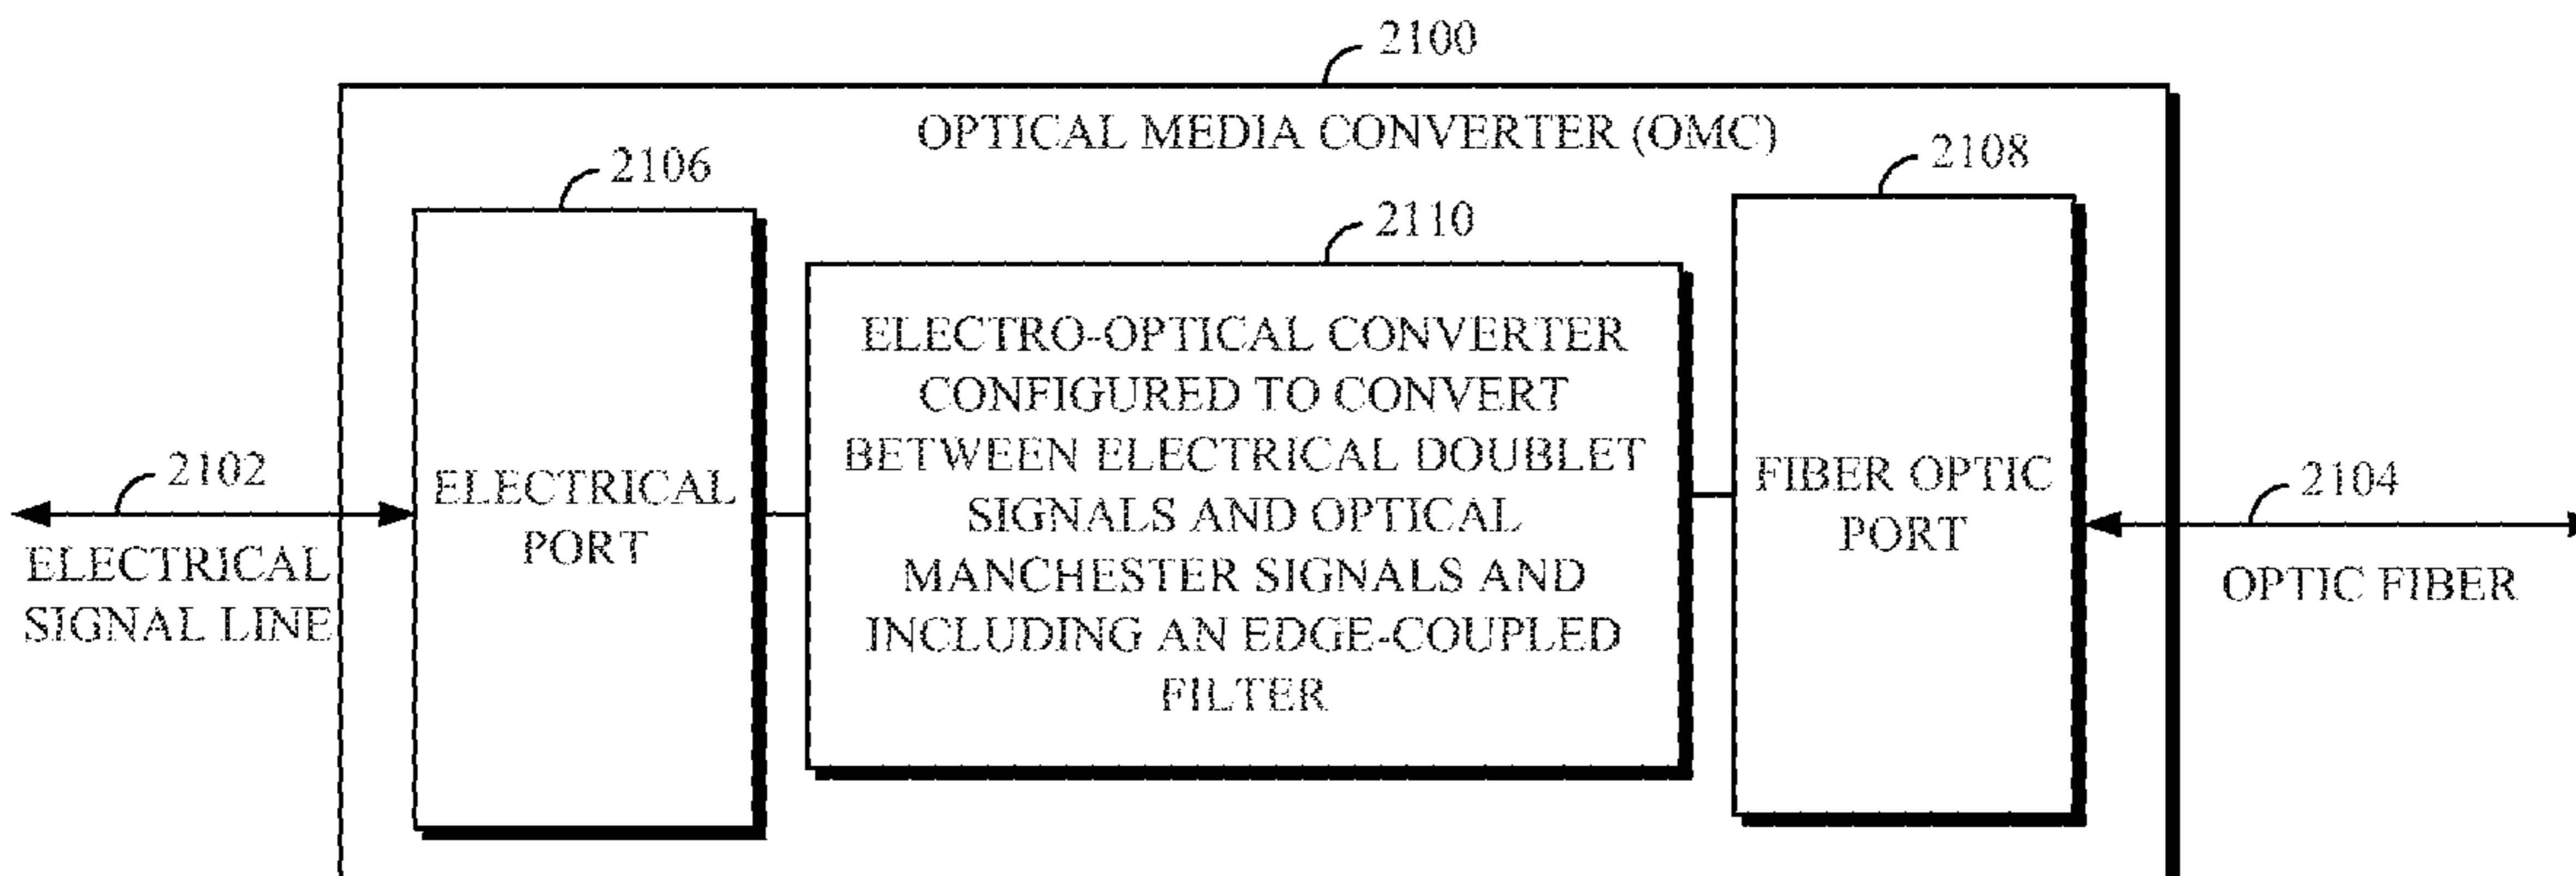 2100
OPTICAL MEDIA CONVERTER (OMC)
2106
2108
2110
ELECTRICAL
PORT
ELECTRO-OPTICAL CONVERTER
CONFIGURED TO CONVERT
BETWEEN ELECTRICAL DOUBLET
SIGNALS AND OPTICAL
MANCHESTER SIGNALS AND
INCLUDING AN EDGE-COUPLED
FILTER
FIBER OPTIC
PORT
2102
ELECTRICAL
SIGNAL LINE
2104
OPTIC FIBER